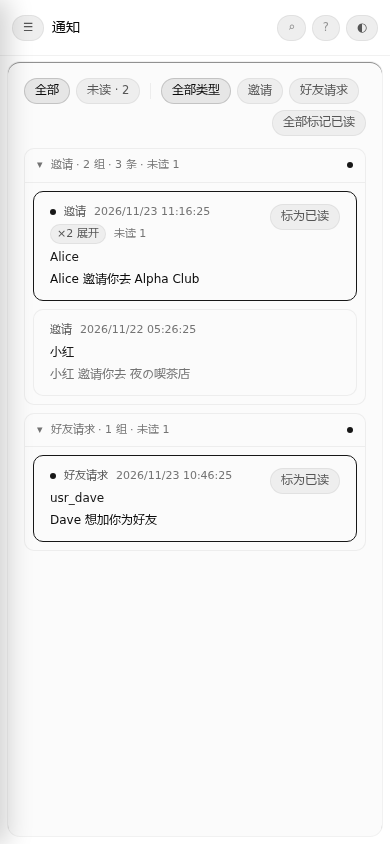 ☰ 通知 ⌕ ? ◐
全部 未读 · 2 全部类型 邀请 好友请求
全部标记已读
▾ 邀请 · 2 组 · 3 条 · 未读 1
邀请 2026/11/23 11:16:25 标为已读
×2 展开 未读 1
Alice
Alice 邀请你去 Alpha Club
邀请 2026/11/22 05:26:25
小红
小红 邀请你去 夜の喫茶店
▾ 好友请求 · 1 组 · 未读 1
好友请求 2026/11/23 10:46:25 标为已读
usr_dave
Dave 想加你为好友